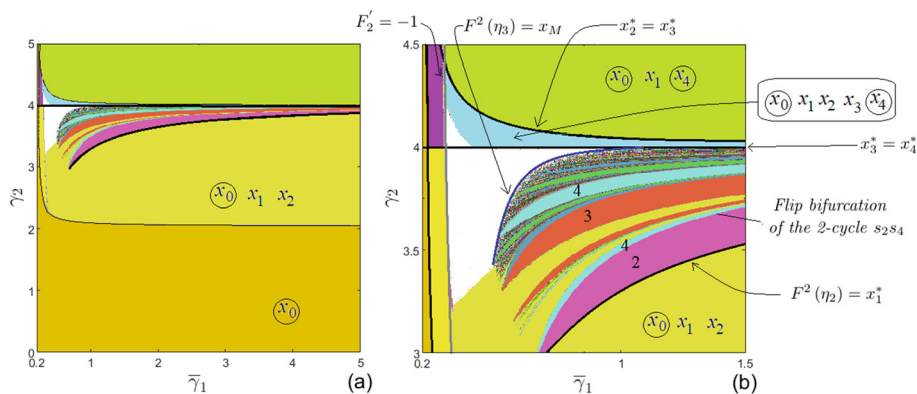 5
4
3
2
1
0
γ₂
0.2
1
2
3
4
5
γ̅₁
(a)
x₀ x₁ x₂
x₀
F₂′ = −1
F² (η₃) = x_M
x₂* = x₃*
4.5
4
3.5
3
γ₂
x₀ x₁ x₄
x₀ x₁ x₂ x₃ x₄
x₃* = x₄*
4
3
4
2
Flip bifurcation
of the 2-cycle s₂s₄
F² (η₂) = x₁*
x₀ x₁ x₂
0.2
1
1.5
γ̅₁
(b)